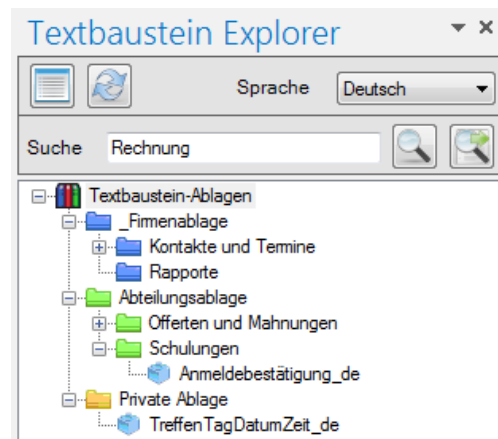 Textbaustein Explorer
Sprache Deutsch
Suche Rechnung
Textbaustein-Ablagen
_Firmenablage
Kontakte und Termine
Rapporte
Abteilungsablage
Offerten und Mahnungen
Schulungen
Anmeldebestätigung_de
Private Ablage
TreffenTagDatumZeit_de